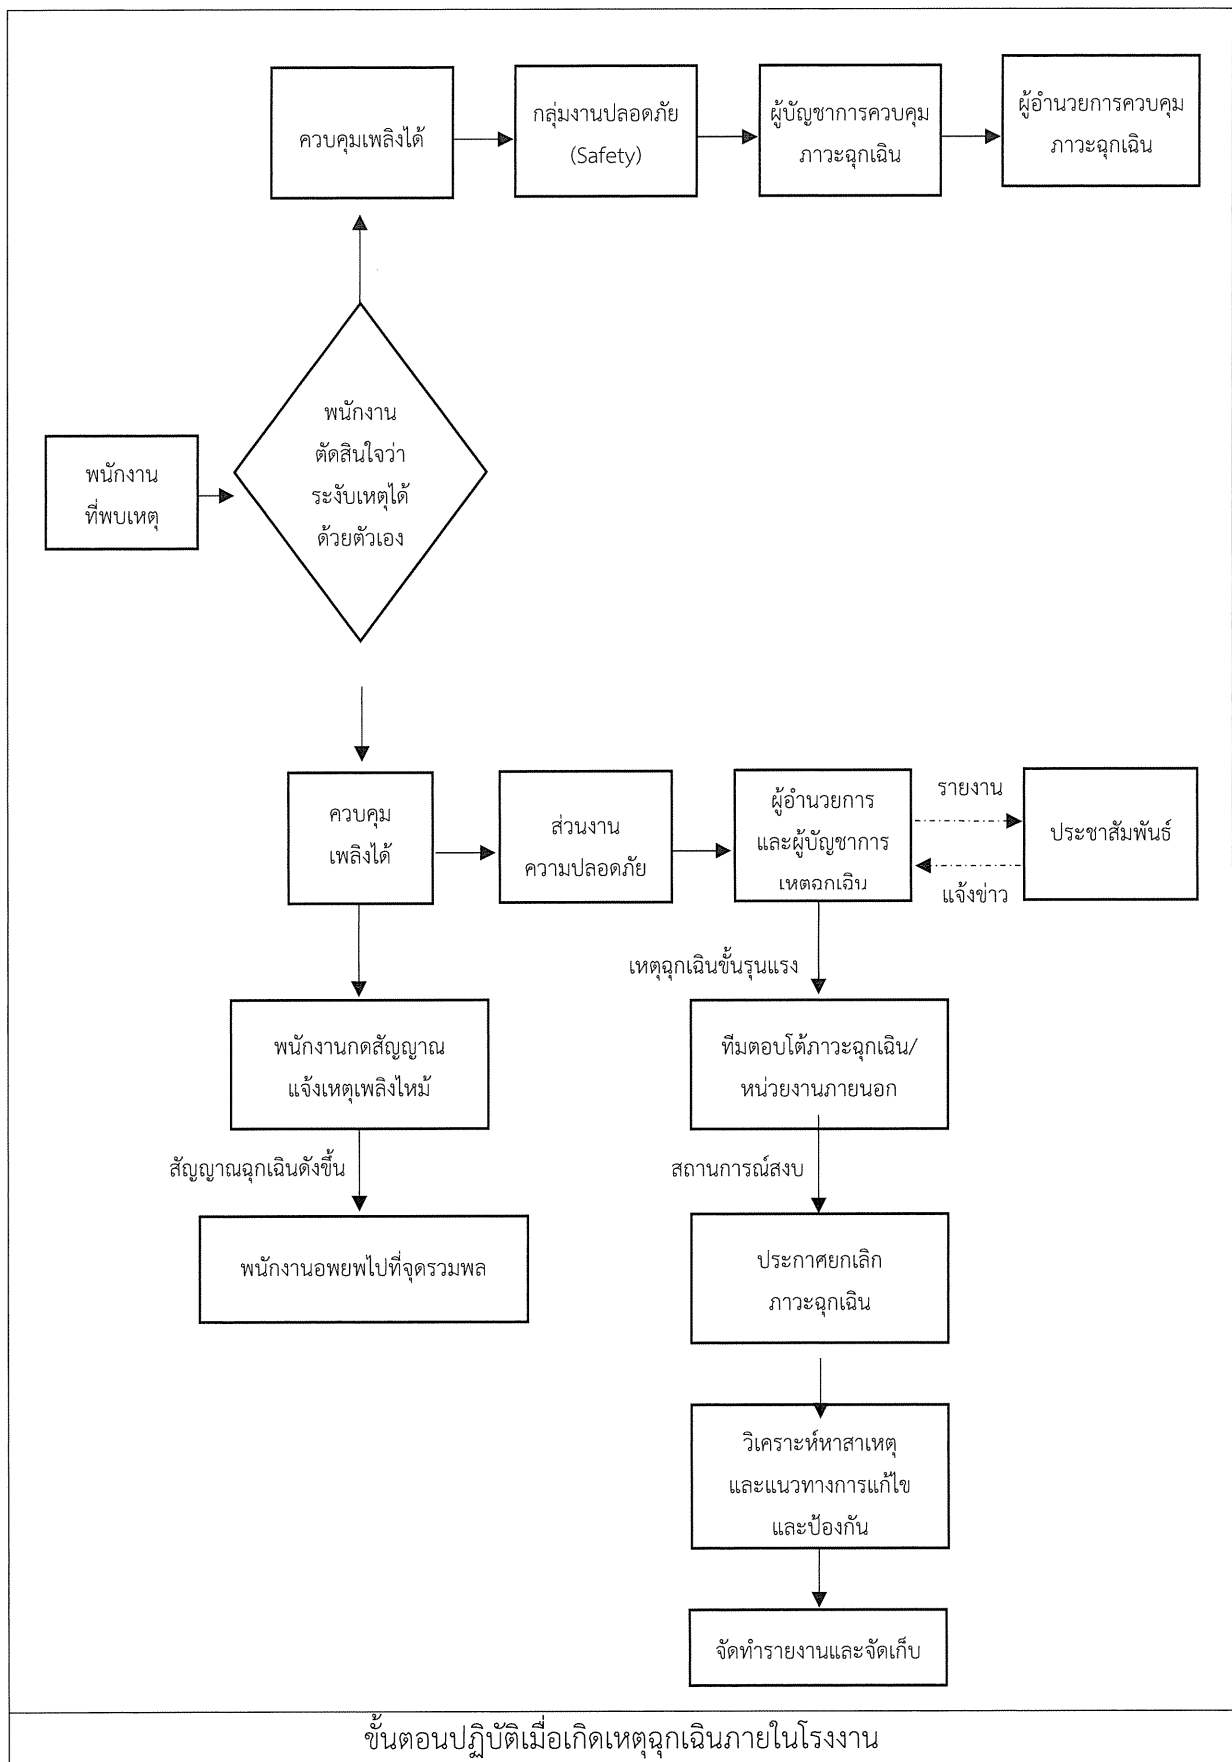 ควบคุมเพลิงได้
กลุ่มงานปลอดภัย
(Safety)
ผู้บัญชาการควบคุม
ภาวะฉุกเฉิน
ผู้อำนวยการควบคุม
ภาวะฉุกเฉิน
พนักงาน
ที่พบเหตุ
พนักงาน
ตัดสินใจว่า
ระงับเหตุได้
ด้วยตัวเอง
ควบคุม
เพลิงได้
ส่วนงาน
ความปลอดภัย
ผู้อำนวยการ
และผู้บัญชาการ
เหตุฉุกเฉิน
รายงาน
แจ้งข่าว
ประชาสัมพันธ์
เหตุฉุกเฉินขั้นรุนแรง
พนักงานกดสัญญาณ
แจ้งเหตุเพลิงไหม้
ทีมตอบโต้ภาวะฉุกเฉิน/
หน่วยงานภายนอก
สัญญาณฉุกเฉินดังขึ้น
สถานการณ์สงบ
พนักงานอพยพไปที่จุดรวมพล
ประกาศยกเลิก
ภาวะฉุกเฉิน
วิเคราะห์หาสาเหตุ
และแนวทางการแก้ไข
และป้องกัน
จัดทำรายงานและจัดเก็บ
ขั้นตอนปฏิบัติเมื่อเกิดเหตุฉุกเฉินภายในโรงงาน